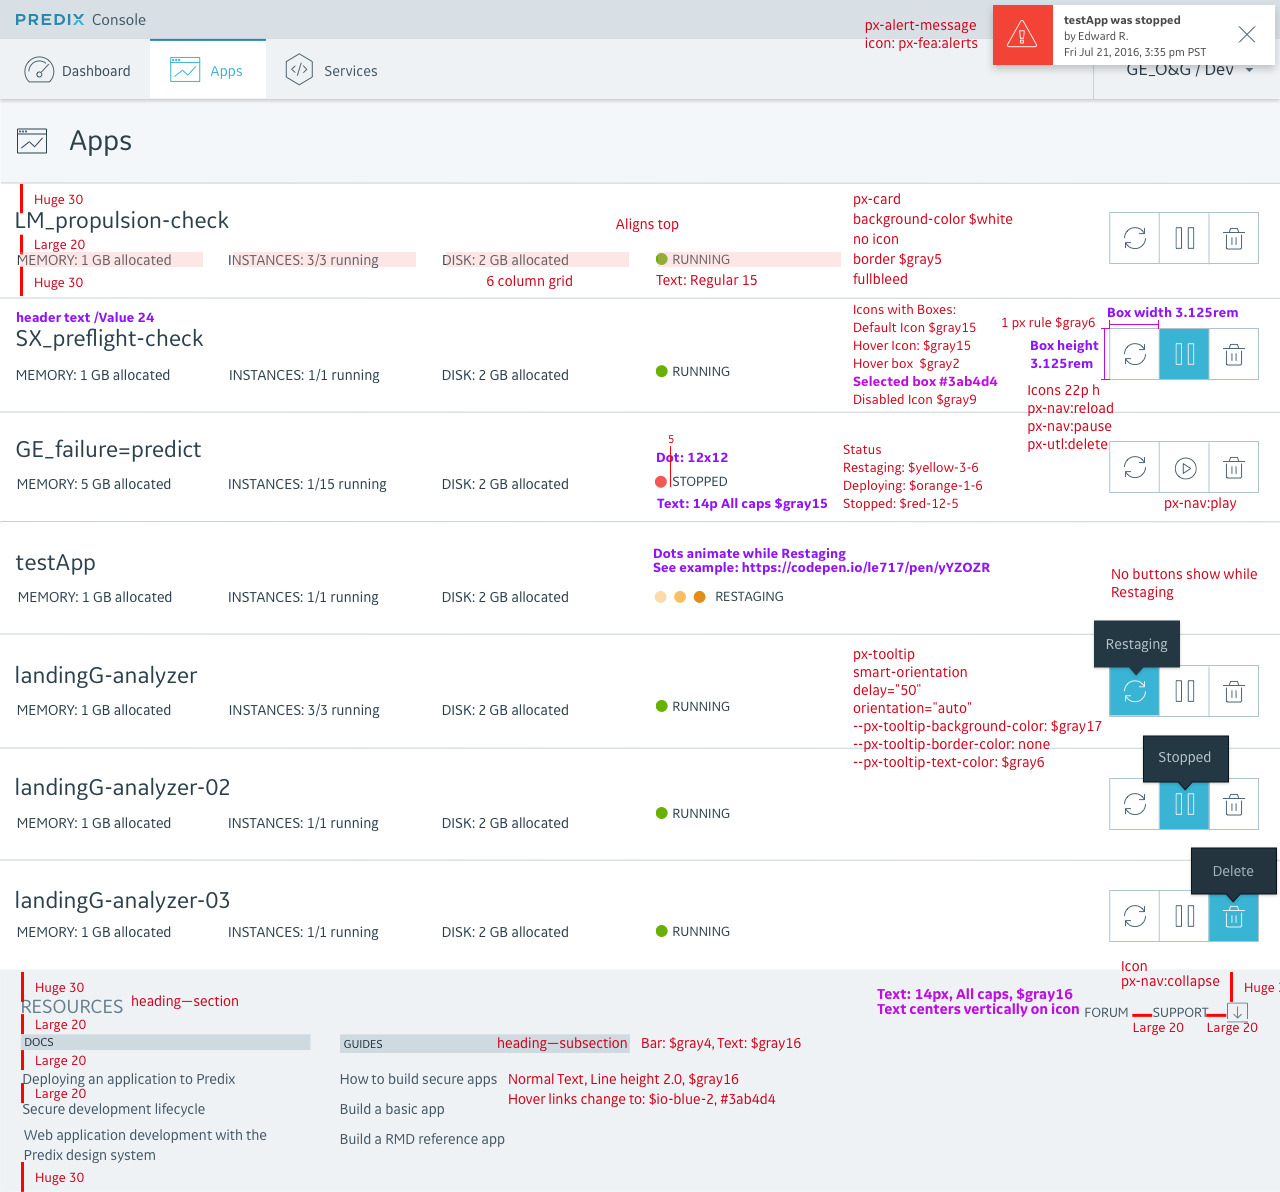 PREDIX Console
px-alert-message
icon: px-fea:alerts
testApp was stopped
by Edward R.
Fri Jul 21, 2016, 3:35 pm PST
Dashboard
Apps
Services
GE_O&G / Dev
Apps
Huge 30
LM_propulsion-check
Large 20
MEMORY: 1 GB allocated
INSTANCES: 3/3 running
DISK: 2 GB allocated
RUNNING
Huge 30
Aligns top
6 column grid
Text: Regular 15
px-card
background-color $white
no icon
border $gray5
fullbleed
header text /Value 24
SX_preflight-check
MEMORY: 1 GB allocated
INSTANCES: 1/1 running
DISK: 2 GB allocated
RUNNING
Icons with Boxes:
Default Icon $gray15
Hover Icon: $gray15
Hover box $gray2
Selected box #3ab4d4
Disabled Icon $gray9
1 px rule $gray6
Box width 3.125rem
Box height
3.125rem
Icons 22p h
px-nav:reload
px-nav:pause
px-utl:delete
GE_failure=predict
MEMORY: 5 GB allocated
INSTANCES: 1/15 running
DISK: 2 GB allocated
5
Dot: 12x12
STOPPED
Text: 14p All caps $gray15
Status
Restaging: $yellow-3-6
Deploying: $orange-1-6
Stopped: $red-12-5
px-nav:play
testApp
MEMORY: 1 GB allocated
INSTANCES: 1/1 running
DISK: 2 GB allocated
Dots animate while Restaging
See example: https://codepen.io/le717/pen/yYZOZR
RESTAGING
No buttons show while
Restaging
landingG-analyzer
MEMORY: 1 GB allocated
INSTANCES: 3/3 running
DISK: 2 GB allocated
RUNNING
px-tooltip
smart-orientation
delay="50"
orientation="auto"
--px-tooltip-background-color: $gray17
--px-tooltip-border-color: none
--px-tooltip-text-color: $gray6
Restaging
landingG-analyzer-02
MEMORY: 1 GB allocated
INSTANCES: 1/1 running
DISK: 2 GB allocated
RUNNING
Stopped
landingG-analyzer-03
MEMORY: 1 GB allocated
INSTANCES: 1/1 running
DISK: 2 GB allocated
RUNNING
Delete
Huge 30
RESOURCES
heading—section
Large 20
DOCS
Large 20
Deploying an application to Predix
Large 20
Secure development lifecycle
Web application development with the
Predix design system
Huge 30
GUIDES
heading—subsection
Bar: $gray4, Text: $gray16
How to build secure apps
Normal Text, Line height 2.0, $gray16
Hover links change to: $io-blue-2, #3ab4d4
Build a basic app
Build a RMD reference app
Icon
px-nav:collapse
Huge
Text: 14px, All caps, $gray16
Text centers vertically on icon
FORUM
SUPPORT
Large 20
Large 20